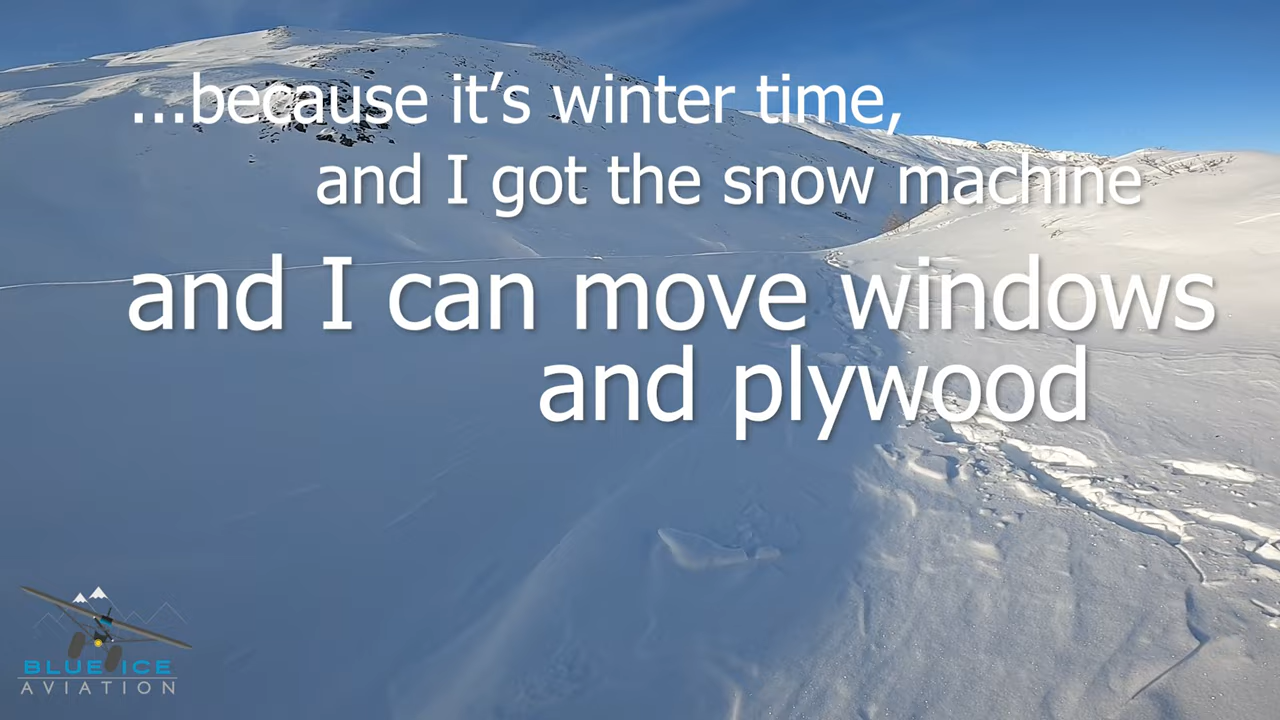 ...because it’s winter time,
and I got the snow machine
and I can move windows
and plywood
BLUE ICE
AVIATION